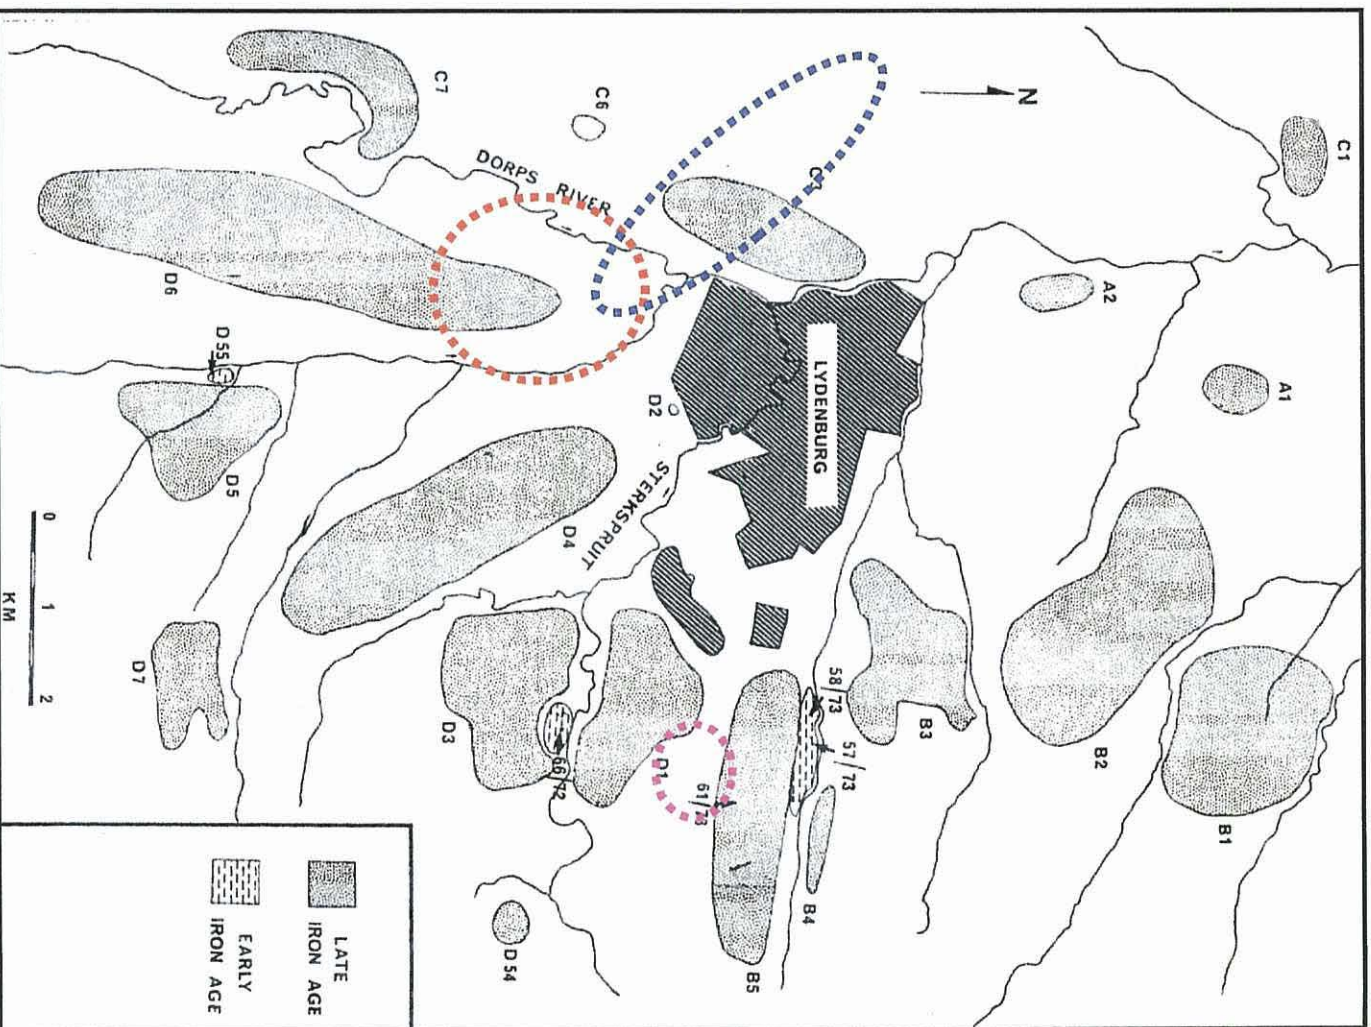 N
C1
C7
C6
C3
DORPS RIVER
A2
A1
D6
LYDENBURG
D 55
D2
D5
STERKSPRUIT
D4
B2
B1
B3
58/73
57/73
D3
D1
66/72
61/73
D7
B4
B5
D 54
0 1 2
KM
LATE
IRON AGE
EARLY
IRON AGE